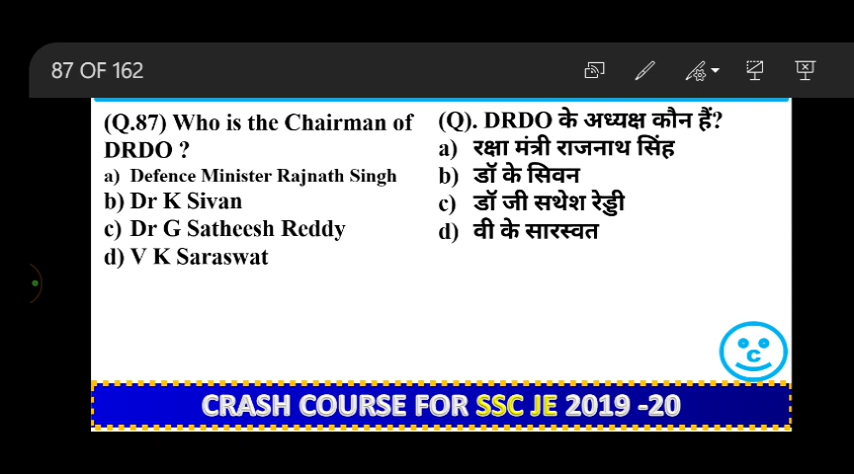 87 OF 162
(Q.87) Who is the Chairman of
DRDO ?
a) Defence Minister Rajnath Singh
b) Dr K Sivan
c) Dr G Satheesh Reddy
d) V K Saraswat
(Q). DRDO के अध्यक्ष कौन हैं?
a) रक्षा मंत्री राजनाथ सिंह
b) डॉ के सिवन
c) डॉ जी सथेश रेड्डी
d) वी के सारस्वत
C
CRASH COURSE FOR SSC JE 2019 -20